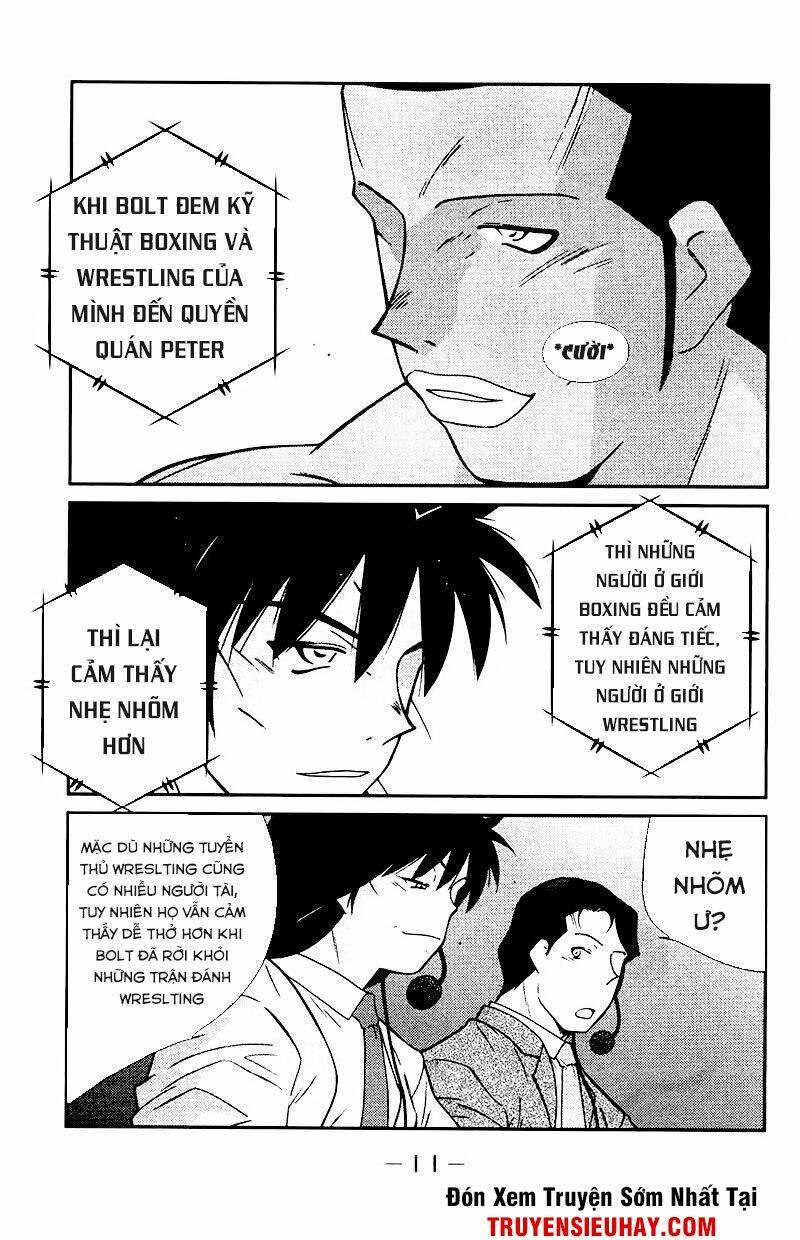 KHI BOLT ĐEM KỸ
THUẬT BOXING VÀ
WRESTLING CỦA
MÌNH ĐẾN QUYỀN
QUÁN PETER
*CƯỜI*
THÌ NHỮNG
NGƯỜI Ở GIỚI
BOXING ĐỀU CẢM
THẤY ĐÁNG TIẾC,
TUY NHIÊN NHỮNG
NGƯỜI Ở GIỚI
WRESTLING
THÌ LẠI
CẢM THẤY
NHẸ NHÕM
HƠN
NHẸ
NHÕM
Ư?
MẶC DÙ NHỮNG TUYỂN
THỦ WRESLTING CŨNG
CÓ NHIỀU NGƯỜI TÀI,
TUY NHIÊN HỌ VẪN CẢM
THẤY DỄ THỞ HƠN KHI
BOLT ĐÃ RỜI KHỎI
NHỮNG TRẬN ĐÁNH
WRESLTING
- 11 -
Đón Xem Truyện Sớm Nhất Tại
TRUYENSIEUHAY.COM